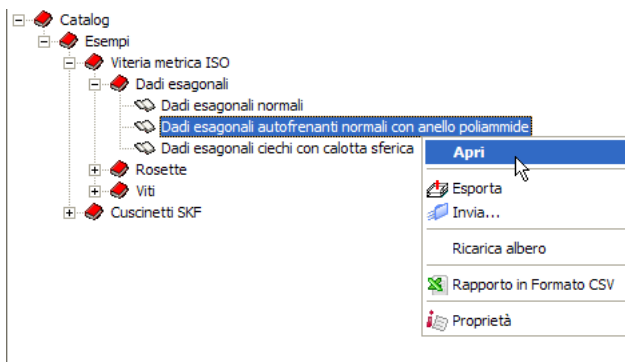 Catalog
Esempi
Viteria metrica ISO
Dadi esagonali
Dadi esagonali normali
Dadi esagonali autofrenanti normali con anello poliammide
Dadi esagonali ciechi con calotta sferica
Rosette
Viti
Cuscinetti SKF
Apri
Esporta
Invia...
Ricarica albero
Rapporto in Formato CSV
Proprietà